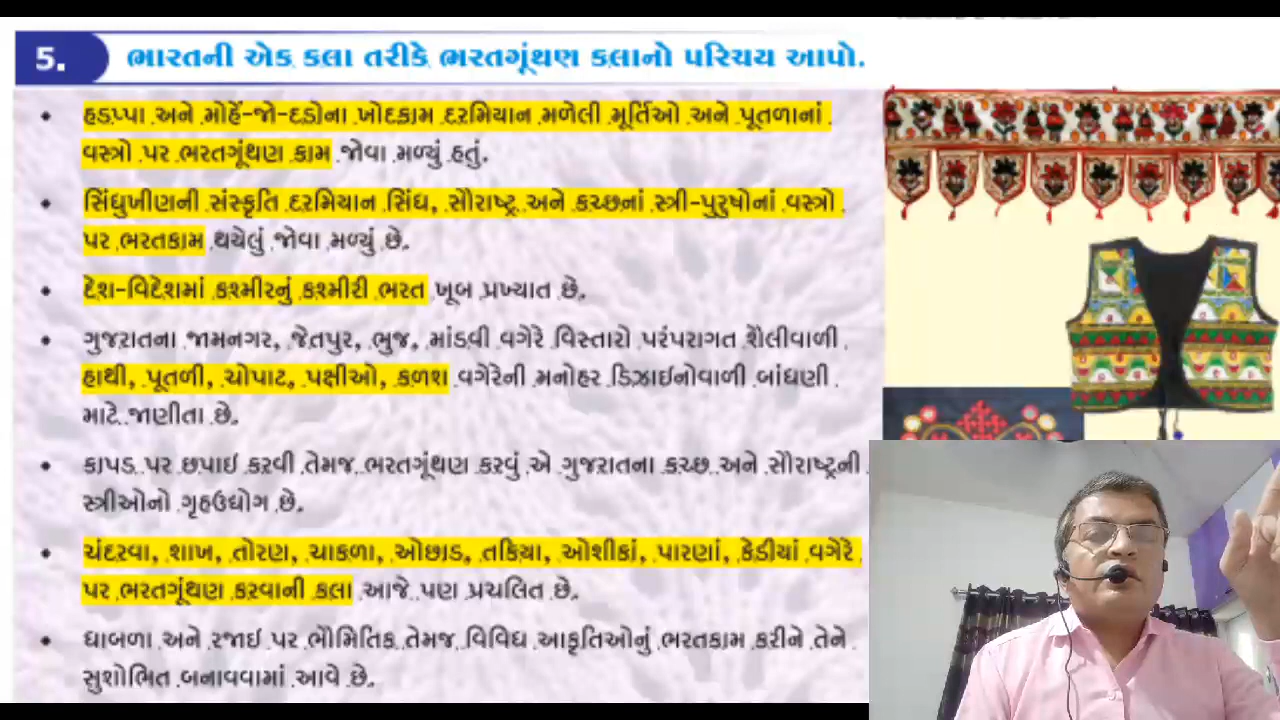 5. ભારતની એક કલા તરીકે ભરતગૂંથણ કલાનો પરિચય આપો.
• હડપ્પા અને મોહેં-જો-દડોના ખોદકામ દરમિયાન મળેલી મૂર્તિઓ અને પૂતળાનાં
વસ્ત્રો પર ભરતગૂંથણ કામ જોવા મળ્યું હતું.
• સિંધુખીણની સંસ્કૃતિ દરમિયાન સિંધ, સૌરાષ્ટ્ર અને કચ્છનાં સ્ત્રી-પુરુષોનાં વસ્ત્રો
પર ભરતકામ થયેલું જોવા મળ્યું છે.
• દેશ-વિદેશમાં કશ્મીરનું કશ્મીરી ભરત ખૂબ પ્રખ્યાત છે.
• ગુજરાતના જામનગર, જેતપુર, ભુજ, માંડવી વગેરે વિસ્તારો પરંપરાગત શૈલીવાળી
હાથી, પૂતળી, ચોપાટ, પક્ષીઓ, કળશ વગેરેની મનોહર ડિઝાઈનોવાળી બાંધણી
માટે જાણીતા છે.
• કાપડ પર છપાઈ કરવી તેમજ ભરતગૂંથણ કરવું એ ગુજરાતના કચ્છ અને સૌરાષ્ટ્રની
સ્ત્રીઓનો ગૃહઉદ્યોગ છે.
• ચંદરવા, શાખ, તોરણ, ચાકળા, ઓછાડ, તકિયા, ઓશીકાં, પારણાં, કેડીયાં વગેરે
પર ભરતગૂંથણ કરવાની કલા આજે પણ પ્રચલિત છે.
• ધાબળા અને રજાઈ પર ભૌમિતિક તેમજ વિવિધ આકૃતિઓનું ભરતકામ કરીને તેને
સુશોભિત બનાવવામાં આવે છે.